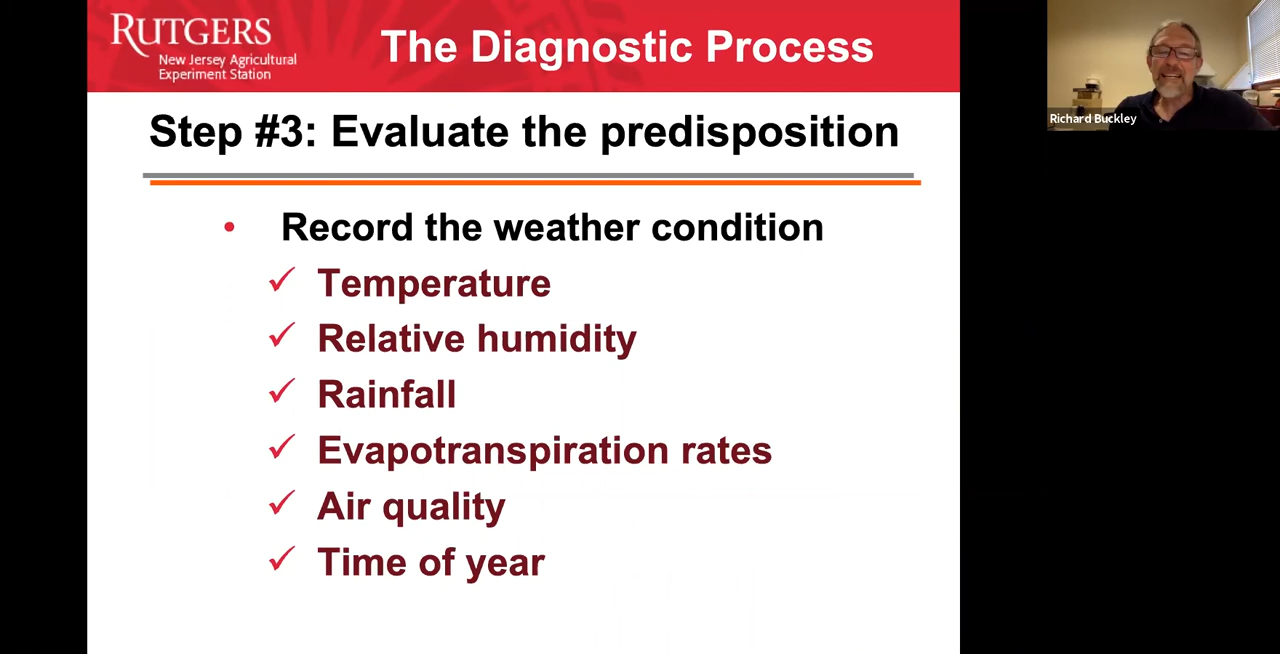 RUTGERS
New Jersey Agricultural
Experiment Station
The Diagnostic Process
Step #3: Evaluate the predisposition
• Record the weather condition
✓ Temperature
✓ Relative humidity
✓ Rainfall
✓ Evapotranspiration rates
✓ Air quality
✓ Time of year
Richard Buckley